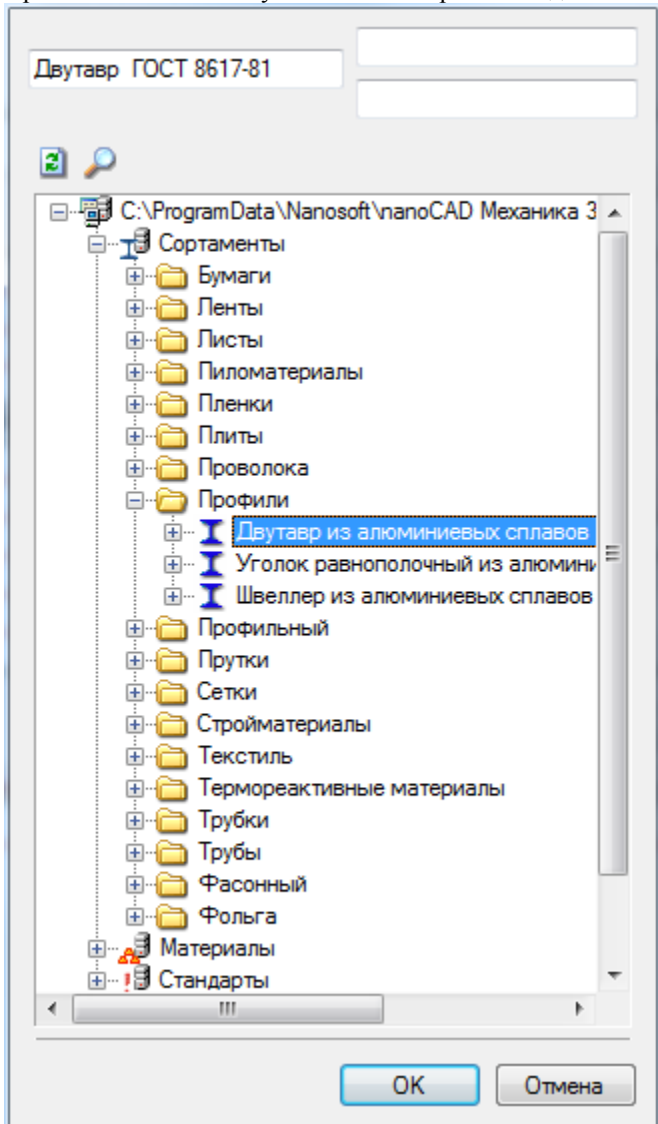 Двутавр ГОСТ 8617-81
C:\ProgramData\Nanosoft\nanoCAD Механика 3
Сортаменты
Бумаги
Ленты
Листы
Пиломатериалы
Пленки
Плиты
Проволока
Профили
Двутавр из алюминиевых сплавов
Уголок равнополочный из алюмини
Швеллер из алюминиевых сплавов
Профильный
Прутки
Сетки
Стройматериалы
Текстиль
Термореактивные материалы
Трубки
Трубы
Фасонный
Фольга
Материалы
Стандарты
OK
Отмена